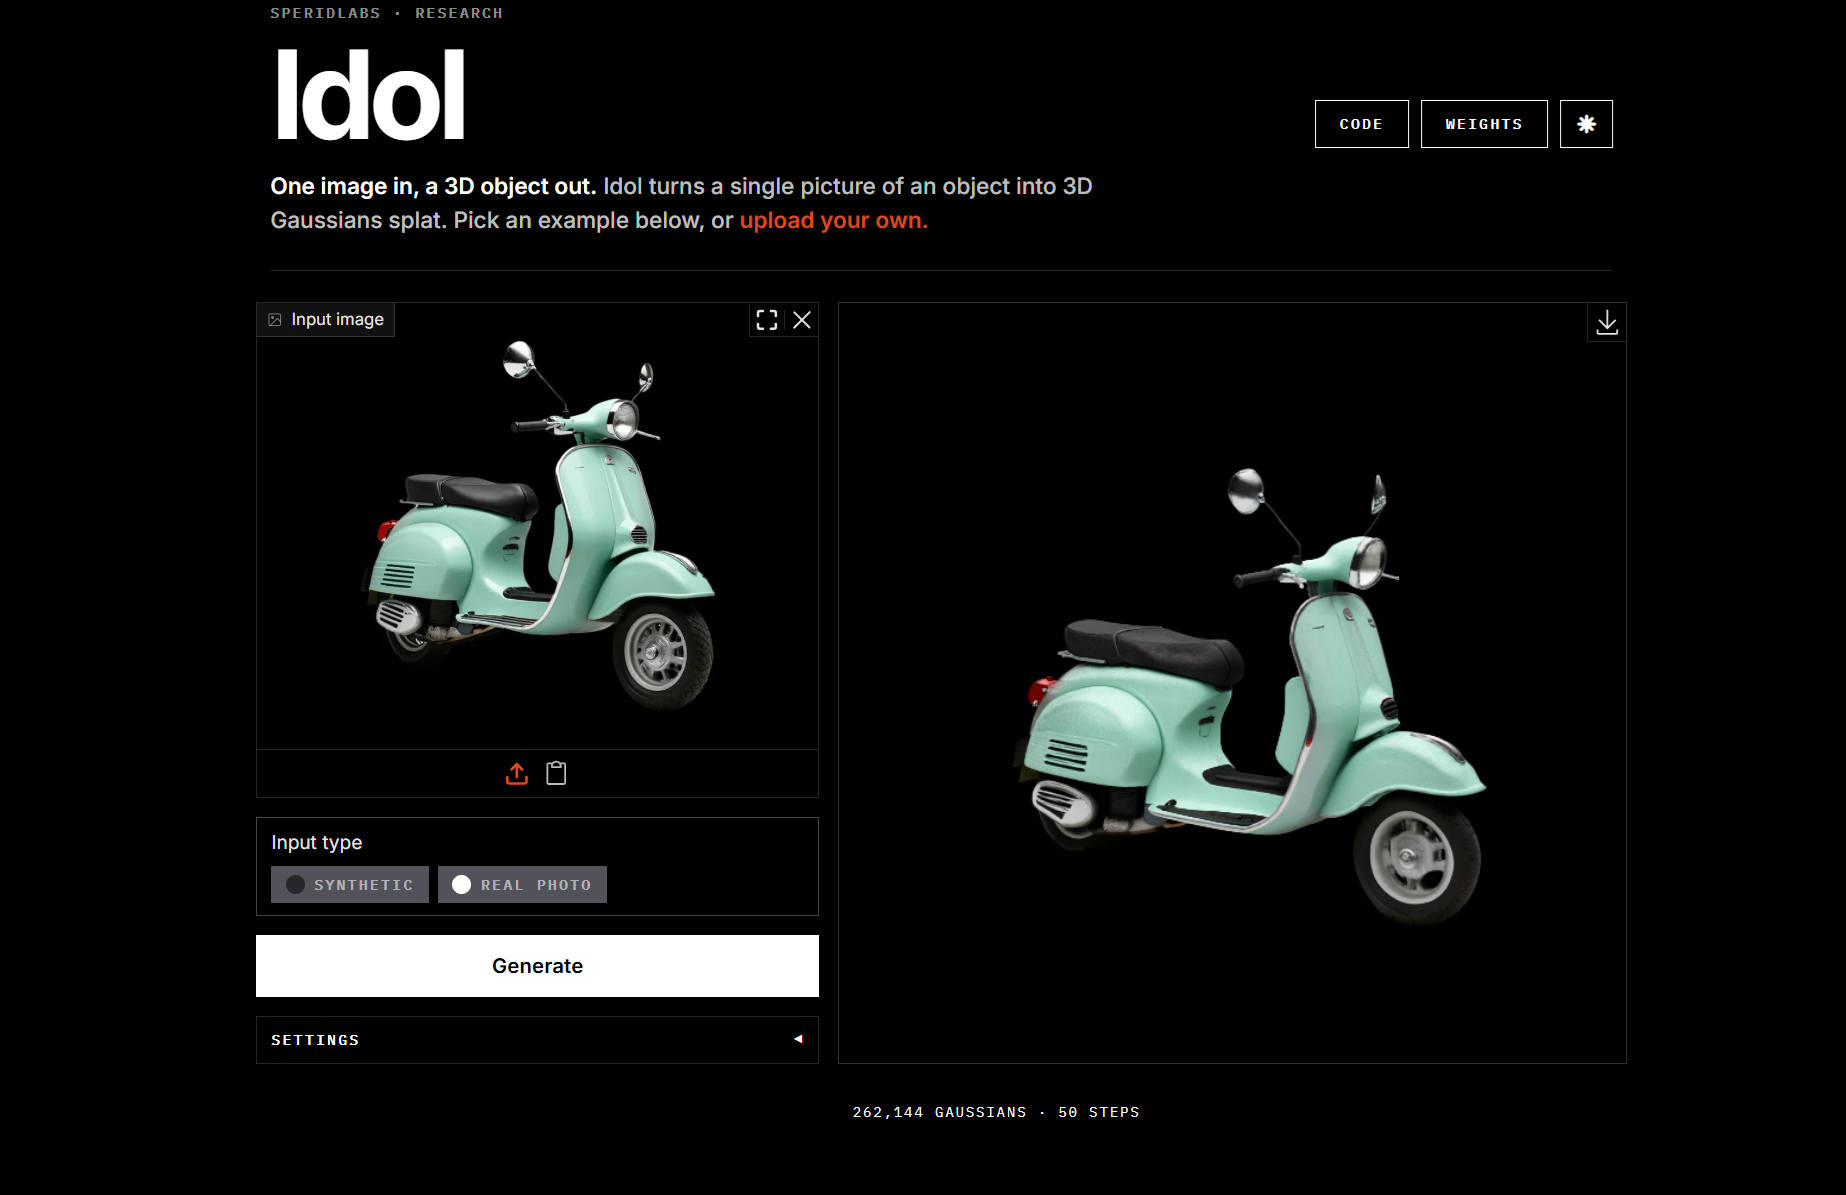 SPERIDLABS · RESEARCH
Idol
CODE
WEIGHTS
One image in, a 3D object out. Idol turns a single picture of an object into 3D
Gaussians splat. Pick an example below, or upload your own.
Input image
Input type
SYNTHETIC
REAL PHOTO
Generate
SETTINGS
262,144 GAUSSIANS · 50 STEPS